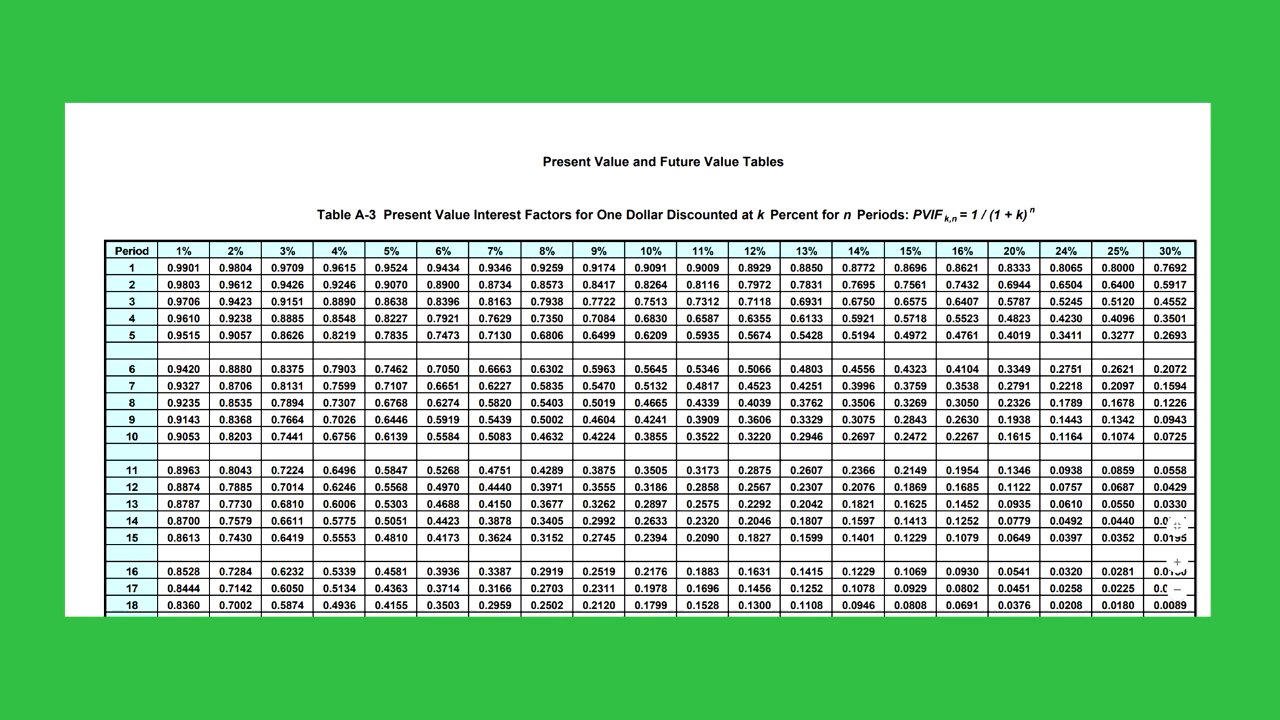 Present Value and Future Value Tables
Table A-3 Present Value Interest Factors for One Dollar Discounted at k Percent for n Periods: PVIF k,n = 1 / (1 + k) n
Period 1% 2% 3% 4% 5% 6% 7% 8% 9% 10% 11% 12% 13% 14% 15% 16% 20% 24% 25% 30%
1 0.9901 0.9804 0.9709 0.9615 0.9524 0.9434 0.9346 0.9259 0.9174 0.9091 0.9009 0.8929 0.8850 0.8772 0.8696 0.8621 0.8333 0.8065 0.8000 0.7692
2 0.9803 0.9612 0.9426 0.9246 0.9070 0.8900 0.8734 0.8573 0.8417 0.8264 0.8116 0.7972 0.7831 0.7695 0.7561 0.7432 0.6944 0.6504 0.6400 0.5917
3 0.9706 0.9423 0.9151 0.8890 0.8638 0.8396 0.8163 0.7938 0.7722 0.7513 0.7312 0.7118 0.6931 0.6750 0.6575 0.6407 0.5787 0.5245 0.5120 0.4552
4 0.9610 0.9238 0.8885 0.8548 0.8227 0.7921 0.7629 0.7350 0.7084 0.6830 0.6587 0.6355 0.6133 0.5921 0.5718 0.5523 0.4823 0.4230 0.4096 0.3501
5 0.9515 0.9057 0.8626 0.8219 0.7835 0.7473 0.7130 0.6806 0.6499 0.6209 0.5935 0.5674 0.5428 0.5194 0.4972 0.4761 0.4019 0.3411 0.3277 0.2693
6 0.9420 0.8880 0.8375 0.7903 0.7462 0.7050 0.6663 0.6302 0.5963 0.5645 0.5346 0.5066 0.4803 0.4556 0.4323 0.4104 0.3349 0.2751 0.2621 0.2072
7 0.9327 0.8706 0.8131 0.7599 0.7107 0.6651 0.6227 0.5835 0.5470 0.5132 0.4817 0.4523 0.4251 0.3996 0.3759 0.3538 0.2791 0.2218 0.2097 0.1594
8 0.9235 0.8535 0.7894 0.7307 0.6768 0.6274 0.5820 0.5403 0.5019 0.4665 0.4339 0.4039 0.3762 0.3506 0.3269 0.3050 0.2326 0.1789 0.1678 0.1226
9 0.9143 0.8368 0.7664 0.7026 0.6446 0.5919 0.5439 0.5002 0.4604 0.4241 0.3909 0.3606 0.3329 0.3075 0.2843 0.2630 0.1938 0.1443 0.1342 0.0943
10 0.9053 0.8203 0.7441 0.6756 0.6139 0.5584 0.5083 0.4632 0.4224 0.3855 0.3522 0.3220 0.2946 0.2697 0.2472 0.2267 0.1615 0.1164 0.1074 0.0725
11 0.8963 0.8043 0.7224 0.6496 0.5847 0.5268 0.4751 0.4289 0.3875 0.3505 0.3173 0.2875 0.2607 0.2366 0.2149 0.1954 0.1346 0.0938 0.0859 0.0558
12 0.8874 0.7885 0.7014 0.6246 0.5568 0.4970 0.4440 0.3971 0.3555 0.3186 0.2858 0.2567 0.2307 0.2076 0.1869 0.1685 0.1122 0.0757 0.0687 0.0429
13 0.8787 0.7730 0.6810 0.6006 0.5303 0.4688 0.4150 0.3677 0.3262 0.2897 0.2575 0.2292 0.2042 0.1821 0.1625 0.1452 0.0935 0.0610 0.0550 0.0330
14 0.8700 0.7579 0.6611 0.5775 0.5051 0.4423 0.3878 0.3405 0.2992 0.2633 0.2320 0.2046 0.1807 0.1597 0.1413 0.1252 0.0779 0.0492 0.0440
15 0.8613 0.7430 0.6419 0.5553 0.4810 0.4173 0.3624 0.3152 0.2745 0.2394 0.2090 0.1827 0.1599 0.1401 0.1229 0.1079 0.0649 0.0397 0.0352 0.0195
16 0.8528 0.7284 0.6232 0.5339 0.4581 0.3936 0.3387 0.2919 0.2519 0.2176 0.1883 0.1631 0.1415 0.1229 0.1069 0.0930 0.0541 0.0320 0.0281
17 0.8444 0.7142 0.6050 0.5134 0.4363 0.3714 0.3166 0.2703 0.2311 0.1978 0.1696 0.1456 0.1252 0.1078 0.0929 0.0802 0.0451 0.0258 0.0225
18 0.8360 0.7002 0.5874 0.4936 0.4155 0.3503 0.2959 0.2502 0.2120 0.1799 0.1528 0.1300 0.1108 0.0946 0.0808 0.0691 0.0376 0.0208 0.0180 0.0089